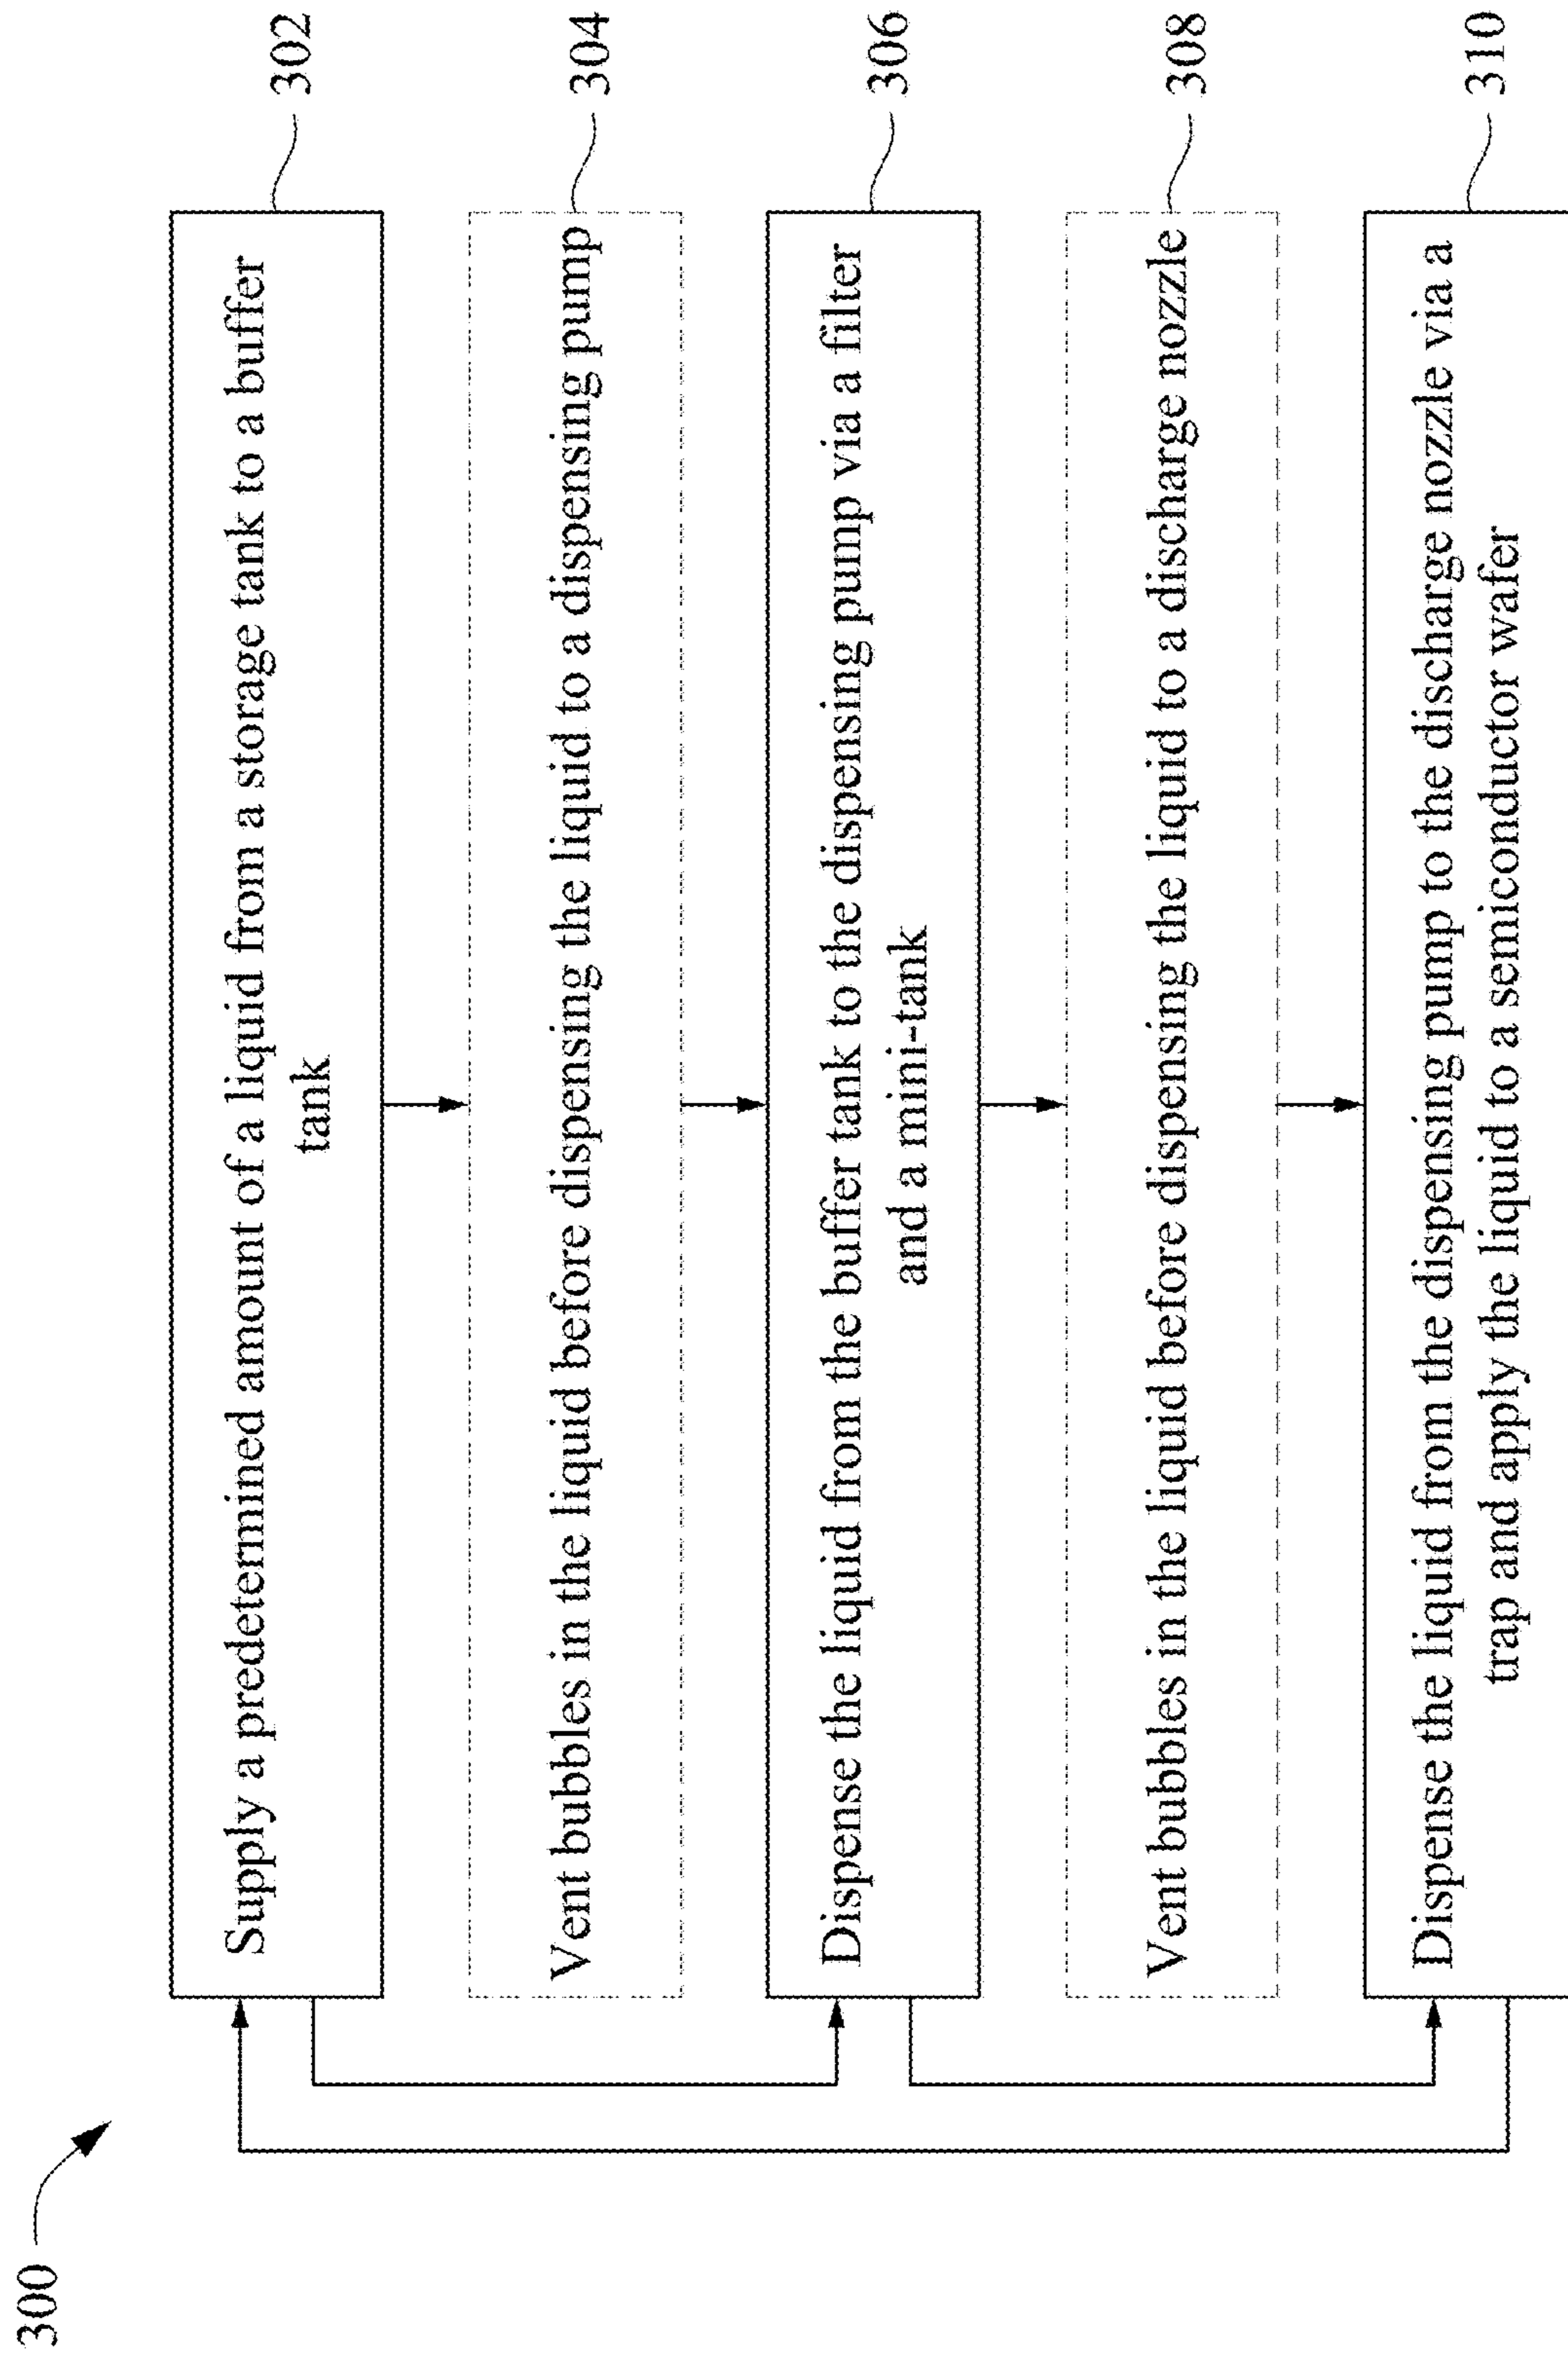 300
Supply a predetermined amount of a liquid from a storage tank to a buffer
tank
302
Vent bubbles in the liquid before dispensing the liquid to a dispensing pump
304
Dispense the liquid from the buffer tank to the dispensing pump via a filter
and a mini-tank
306
Vent bubbles in the liquid before dispensing the liquid to a discharge nozzle
308
Dispense the liquid from the dispensing pump to the discharge nozzle via a
trap and apply the liquid to a semiconductor wafer
310